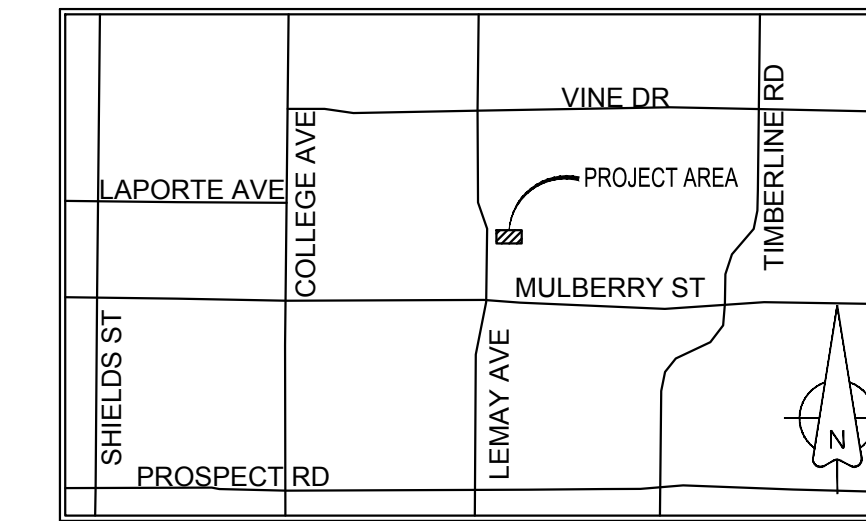 VINE DR
TIMBERLINE RD
COLLEGE AVE
PROJECT AREA
LAPORTE AVE
MULBERRY ST
SHIELDS ST
LEMAY AVE
N
PROSPECT RD